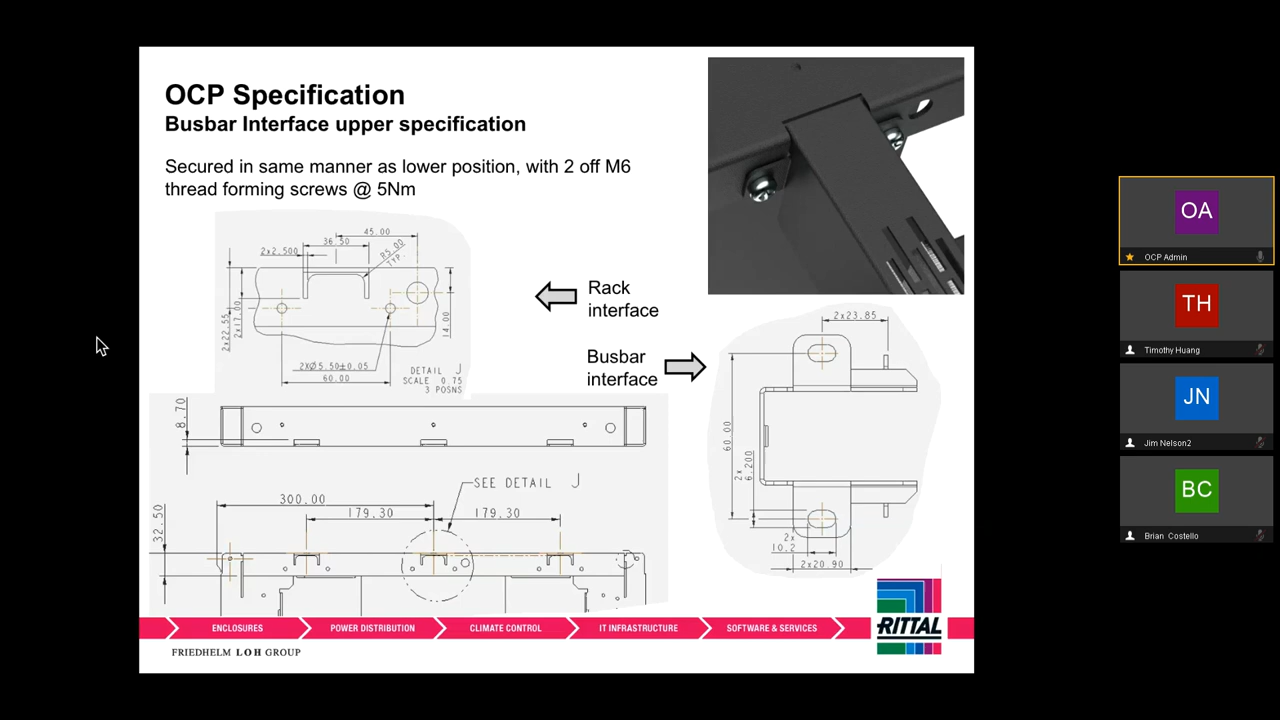 OCP Specification
Busbar Interface upper specification
Secured in same manner as lower position, with 2 off M6
thread forming screws @ 5Nm
45.00
36.50
2x2.500
R5.00
TYP.
2x22.55
2x17.00
14.00
2XØ5.50±0.05
60.00
DETAIL J
SCALE 0.75
3 POSNS
Rack
interface
Busbar
interface
2x23.85
60.00
2x
6.200
2x
10.2
2x20.90
8.70
SEE DETAIL J
300.00
179.30
179.30
32.50
ENCLOSURES
POWER DISTRIBUTION
CLIMATE CONTROL
IT INFRASTRUCTURE
SOFTWARE & SERVICES
RITTAL
FRIEDHELM LOH GROUP
OA
OCP Admin
TH
Timothy Huang
JN
Jim Nelson2
BC
Brian Costello